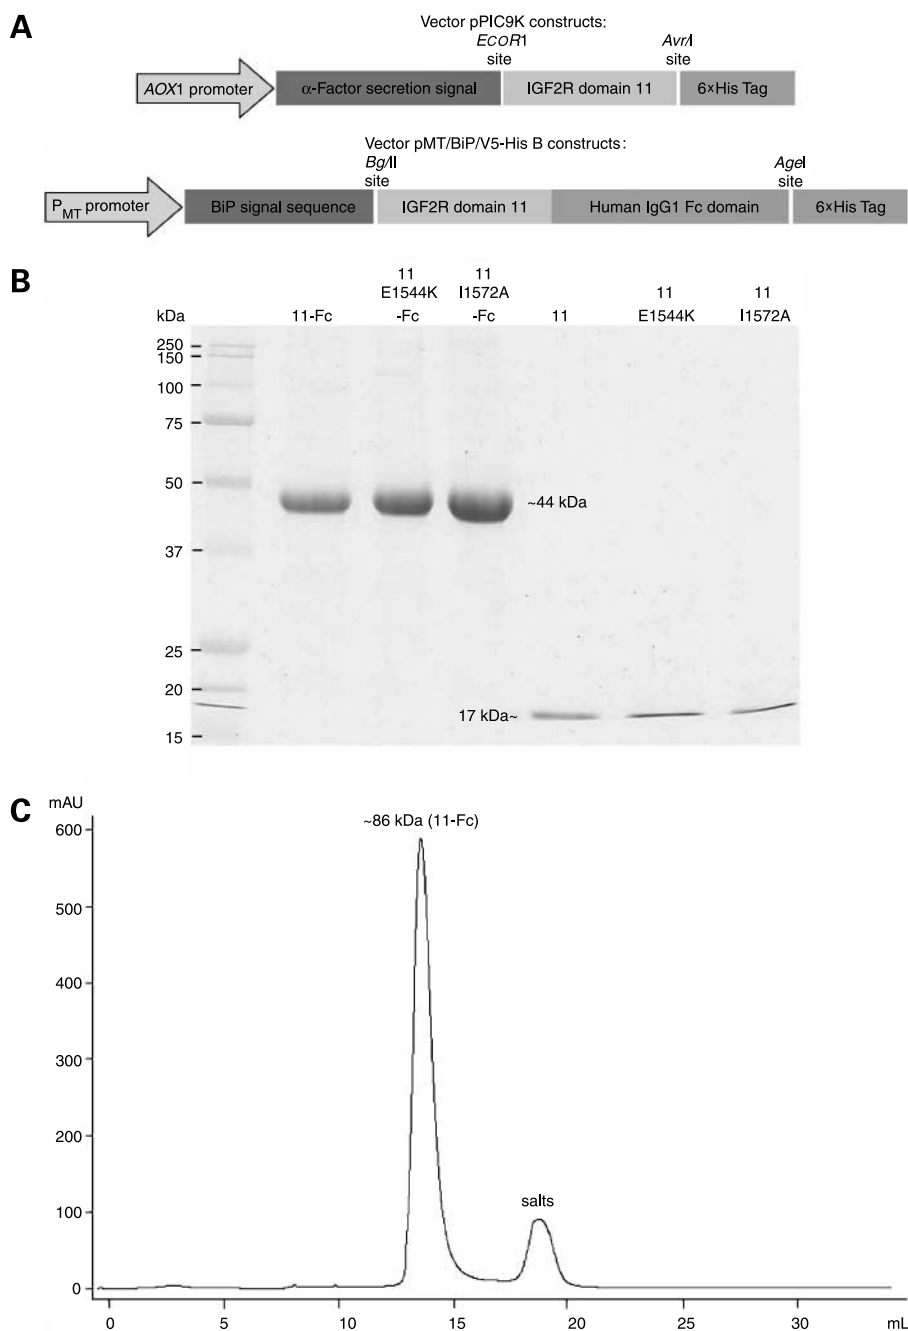 A
Vector pPIC9K constructs:
EcoR1
site
AvrI
site
AOX1 promoter
α-Factor secretion signal
IGF2R domain 11
6×His Tag
Vector pMT/BiP/V5-His B constructs:
Bg/II
site
AgeI
site
PMT promoter
BiP signal sequence
IGF2R domain 11
Human IgG1 Fc domain
6×His Tag
B
kDa
11-Fc
11
E1544K
-Fc
11
I1572A
-Fc
11
11
E1544K
11
I1572A
250
150
100
75
50
37
25
20
15
~44 kDa
17 kDa~
C
mAU
~86 kDa (11-Fc)
600
500
400
300
200
100
0
salts
0 5 10 15 20 25 30 mL